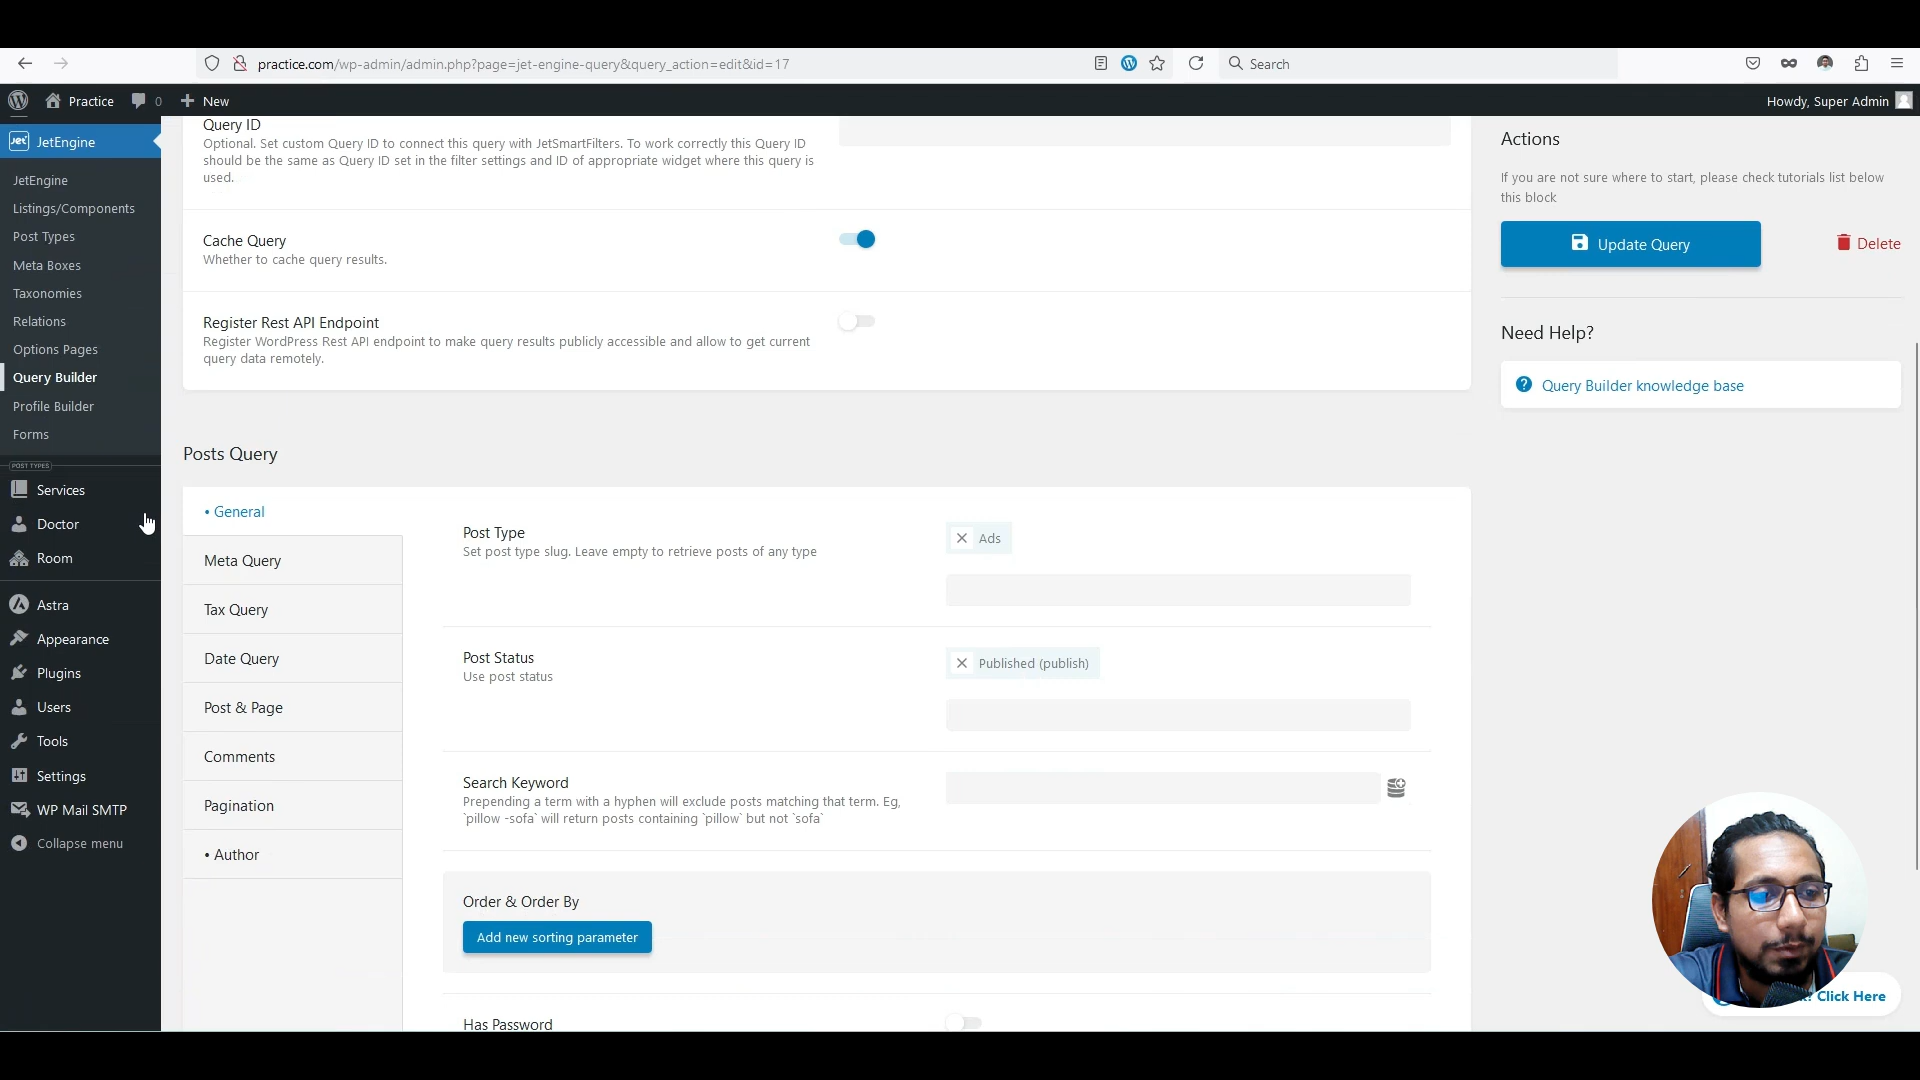 practice.com/wp-admin/admin.php?page=jet-engine-query&query_action=edit&id=17
Search
Practice
0
New
Howdy, Super Admin
JetEngine
JetEngine
Listings/Components
Post Types
Meta Boxes
Taxonomies
Relations
Options Pages
Query Builder
Profile Builder
Forms
POST TYPES
Services
Doctor
Room
Astra
Appearance
Plugins
Users
Tools
Settings
WP Mail SMTP
Collapse menu
Query ID
Optional. Set custom Query ID to connect this query with JetSmartFilters. To work correctly this Query ID
should be the same as Query ID set in the filter settings and ID of appropriate widget where this query is
used.
Cache Query
Whether to cache query results.
Register Rest API Endpoint
Register WordPress Rest API endpoint to make query results publicly accessible and allow to get current
query data remotely.
Posts Query
• General
Meta Query
Tax Query
Date Query
Post & Page
Comments
Pagination
• Author
Post Type
Set post type slug. Leave empty to retrieve posts of any type
Ads
Post Status
Use post status
Published (publish)
Search Keyword
Prepending a term with a hyphen will exclude posts matching that term. Eg,
`pillow -sofa` will return posts containing `pillow` but not `sofa`
Order & Order By
Add new sorting parameter
Has Password
Actions
If you are not sure where to start, please check tutorials list below
this block
Update Query
Delete
Need Help?
Query Builder knowledge base
Click Here